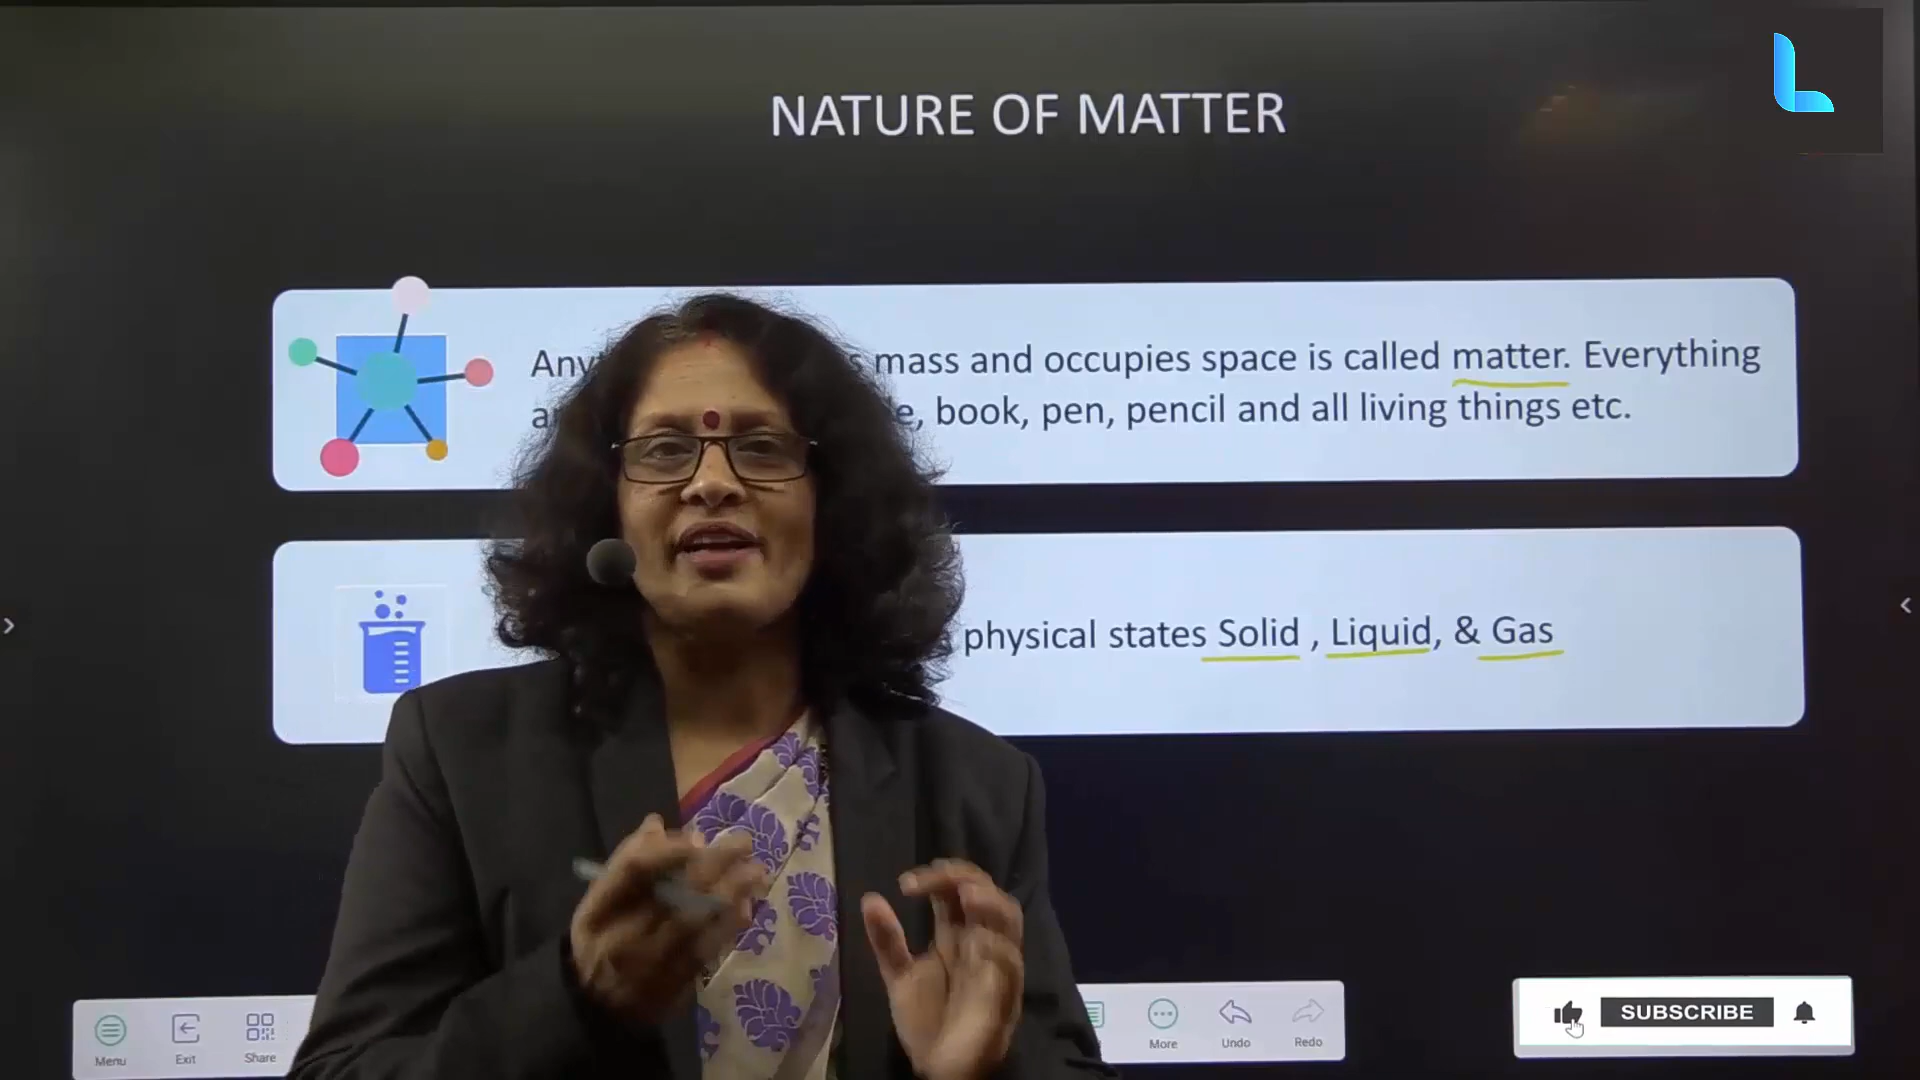 NATURE OF MATTER
mass and occupies space is called matter. Everything
book, pen, pencil and all living things etc.
physical states Solid , Liquid, & Gas
Menu
Exit
Share
More
Undo
Redo
SUBSCRIBE